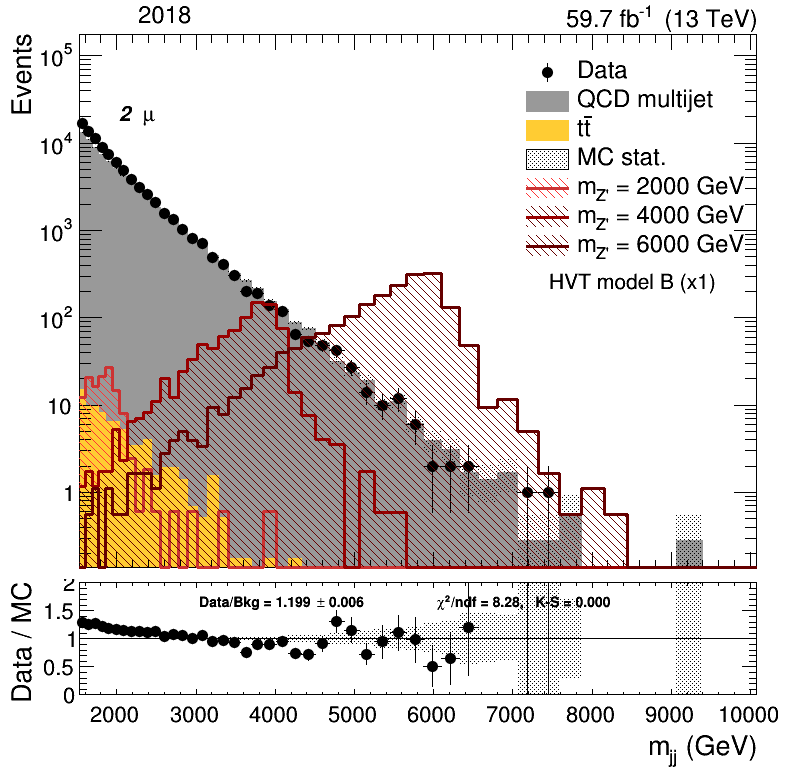 2018 59.7 fb⁻¹ (13 TeV)
Events
10⁵
10⁴
10³
10²
10
1
2 μ
Data
QCD multijet
tt̄
MC stat.
m_Z' = 2000 GeV
m_Z' = 4000 GeV
m_Z' = 6000 GeV
HVT model B (x1)
Data / MC
2
1.5
1
0.5
0
Data/Bkg = 1.199 ± 0.006 χ²/ndf = 8.28, K-S = 0.000
2000 3000 4000 5000 6000 7000 8000 9000 10000
m_jj (GeV)